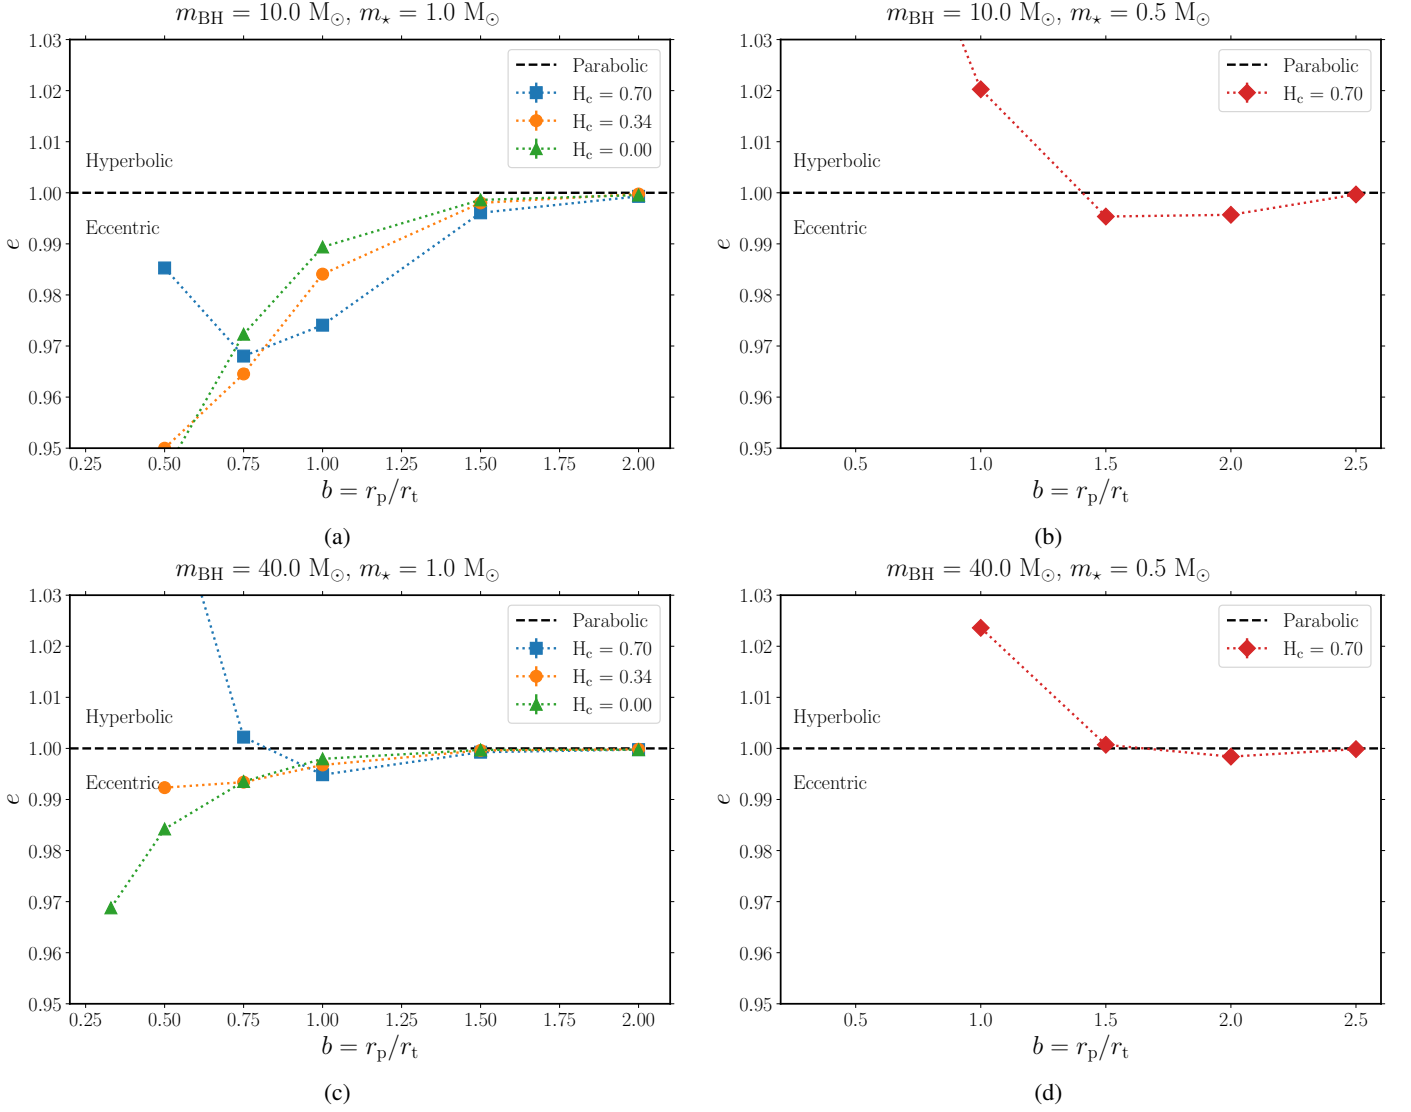 m_BH = 10.0 M_⊙, m_⋆ = 1.0 M_⊙
1.03
1.02
1.01
1.00
0.99
0.98
0.97
0.96
0.95
e
Parabolic
H_c = 0.70
H_c = 0.34
H_c = 0.00
Hyperbolic
Eccentric
0.25 0.50 0.75 1.00 1.25 1.50 1.75 2.00
b = r_p/r_t
(a)
m_BH = 10.0 M_⊙, m_⋆ = 0.5 M_⊙
1.03
1.02
1.01
1.00
0.99
0.98
0.97
0.96
0.95
e
Parabolic
H_c = 0.70
Hyperbolic
Eccentric
0.5 1.0 1.5 2.0 2.5
b = r_p/r_t
(b)
m_BH = 40.0 M_⊙, m_⋆ = 1.0 M_⊙
1.03
1.02
1.01
1.00
0.99
0.98
0.97
0.96
0.95
e
Parabolic
H_c = 0.70
H_c = 0.34
H_c = 0.00
Hyperbolic
Eccentric
0.25 0.50 0.75 1.00 1.25 1.50 1.75 2.00
b = r_p/r_t
(c)
m_BH = 40.0 M_⊙, m_⋆ = 0.5 M_⊙
1.03
1.02
1.01
1.00
0.99
0.98
0.97
0.96
0.95
e
Parabolic
H_c = 0.70
Hyperbolic
Eccentric
0.5 1.0 1.5 2.0 2.5
b = r_p/r_t
(d)